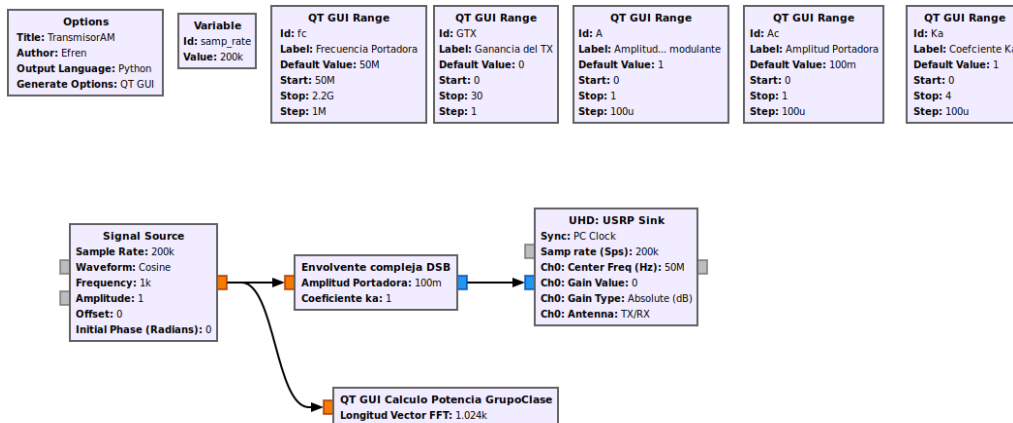 Options
Title: TransmisorAM
Author: Efren
Output Language: Python
Generate Options: QT GUI
Variable
Id: samp_rate
Value: 200k
QT GUI Range
Id: fc
Label: Frecuencia Portadora
Default Value: 50M
Start: 50M
Stop: 2.2G
Step: 1M
QT GUI Range
Id: GTX
Label: Ganancia del TX
Default Value: 0
Start: 0
Stop: 30
Step: 1
QT GUI Range
Id: A
Label: Amplitud... modulante
Default Value: 1
Start: 0
Stop: 1
Step: 100u
QT GUI Range
Id: Ac
Label: Amplitud Portadora
Default Value: 100m
Start: 0
Stop: 1
Step: 100u
QT GUI Range
Id: Ka
Label: Coefciente Ka
Default Value: 1
Start: 0
Stop: 4
Step: 100u
Signal Source
Sample Rate: 200k
Waveform: Cosine
Frequency: 1k
Amplitude: 1
Offset: 0
Initial Phase (Radians): 0
Envolvente compleja DSB
Amplitud Portadora: 100m
Coeficiente ka: 1
UHD: USRP Sink
Sync: PC Clock
Samp rate (Sps): 200k
Ch0: Center Freq (Hz): 50M
Ch0: Gain Value: 0
Ch0: Gain Type: Absolute (dB)
Ch0: Antenna: TX/RX
QT GUI Calculo Potencia GrupoClase
Longitud Vector FFT: 1.024k